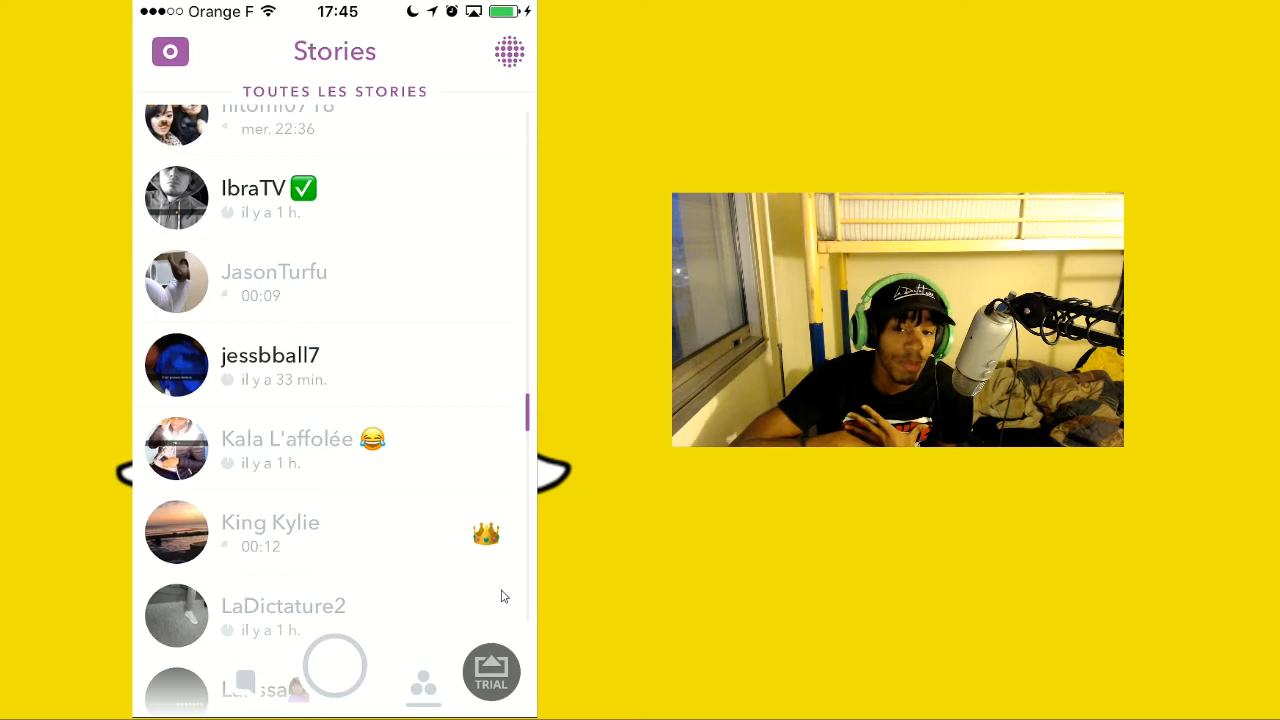 Orange F 17:45
Stories
TOUTES LES STORIES
hitomi0716
mer. 22:36
IbraTV ✅
il y a 1 h.
JasonTurfu
00:09
jessbball7
il y a 33 min.
Kala L'affolée 😂
il y a 1 h.
King Kylie 👑
00:12
LaDictature2
il y a 1 h.
TRIAL